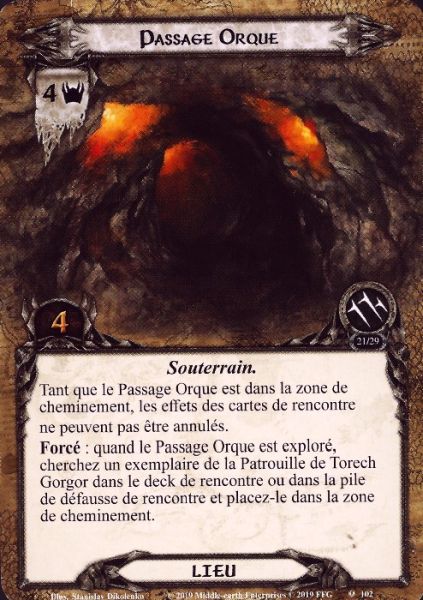 Passage Orque
4
4
21/29
Souterrain.
Tant que le Passage Orque est dans la zone de
cheminement, les effets des cartes de rencontre
ne peuvent pas être annulés.
Forcé : quand le Passage Orque est exploré,
cherchez un exemplaire de la Patrouille de Torech
Gorgor dans le deck de rencontre ou dans la pile
de défausse de rencontre et placez-le dans la zone
de cheminement.
LIEU
Illus. Stanislav Dikolenko © 2019 Middle-earth Enterprises © 2019 FFG 102